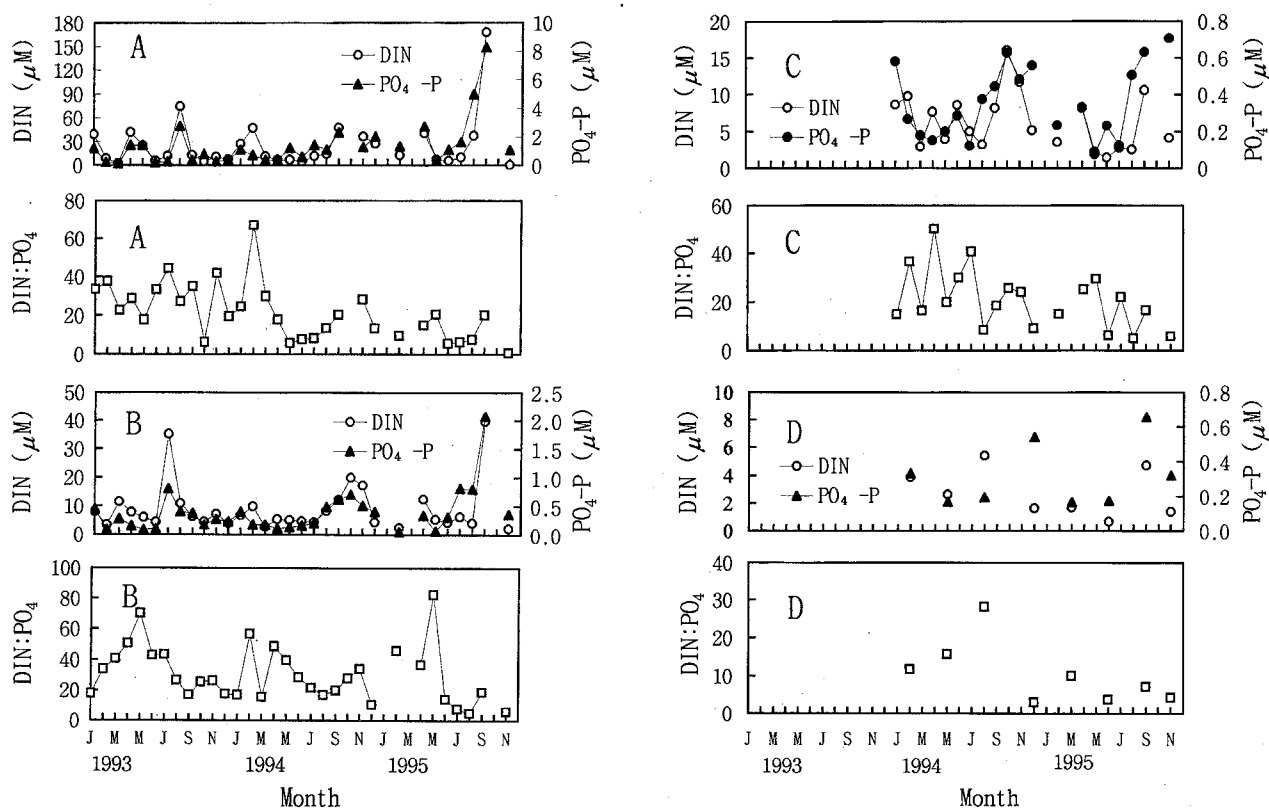 180
150
120
90
60
30
0
DIN (μM)
A
DIN
PO₄ -P
10
8
6
4
2
0
PO₄-P (μM)
80
60
40
20
0
DIN:PO₄
A
50
40
30
20
10
0
DIN (μM)
B
DIN
PO₄ -P
2.5
2.0
1.5
1.0
0.5
0.0
PO₄-P (μM)
100
80
60
40
20
0
DIN:PO₄
B
J M M J S N J M M J S N J M M J S N
1993 1994 1995
Month
20
15
10
5
0
DIN (μM)
C
DIN
PO₄ -P
0.8
0.6
0.4
0.2
0
PO₄-P (μM)
60
40
20
0
DIN:PO₄
C
10
8
6
4
2
0
DIN (μM)
D
DIN
PO₄ -P
0.8
0.6
0.4
0.2
0.0
PO₄-P (μM)
40
30
20
10
0
DIN:PO₄
D
J M M J S N J M M J S N J M M J S N
1993 1994 1995
Month